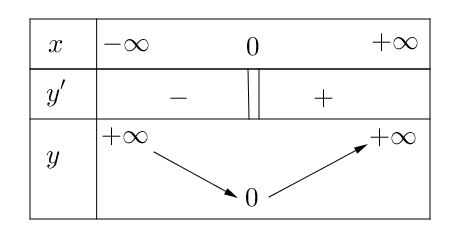 x −∞ 0 +∞
y′ − +
+∞ +∞
y
0